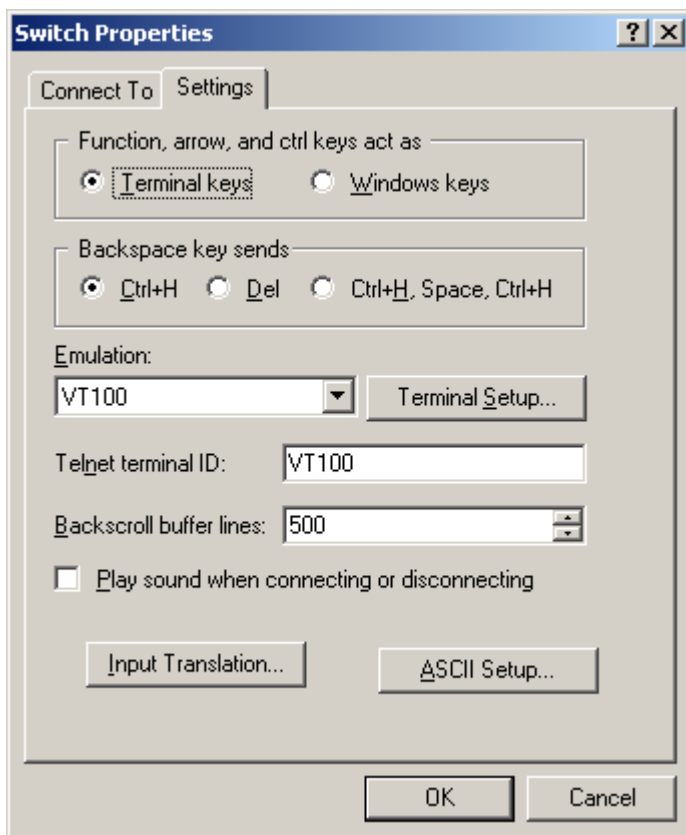 Switch Properties
Connect To Settings
Function, arrow, and ctrl keys act as
Terminal keys Windows keys
Backspace key sends
Ctrl+H Del Ctrl+H, Space, Ctrl+H
Emulation:
VT100 Terminal Setup...
Telnet terminal ID: VT100
Backscroll buffer lines: 500
Play sound when connecting or disconnecting
Input Translation... ASCII Setup...
OK Cancel